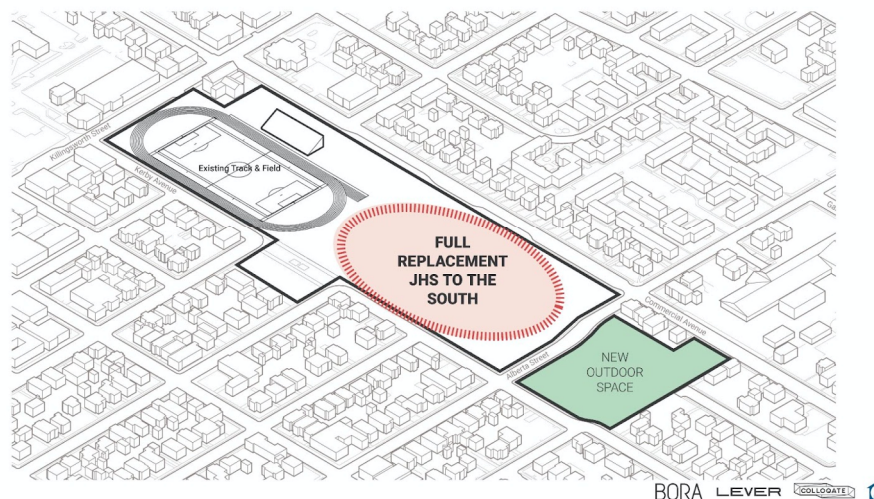 Killingsworth Street
Kerby Avenue
Existing Track & Field
FULL
REPLACEMENT
JHS TO THE
SOUTH
Commercial Avenue
Alberta Street
NEW
OUTDOOR
SPACE
BORA LEVER COLLOQATE